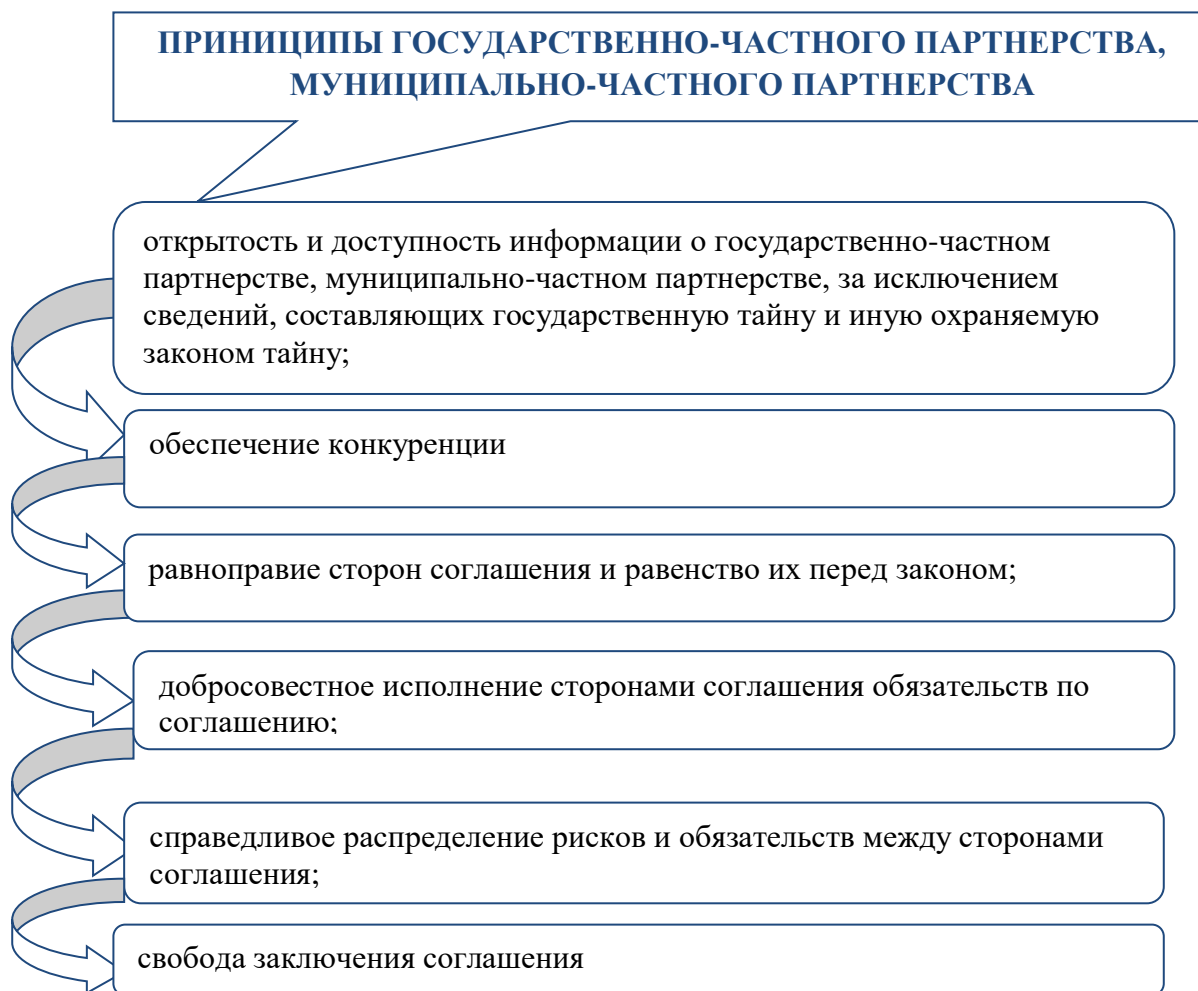 ПРИНИЦИПЫ ГОСУДАРСТВЕННО-ЧАСТНОГО ПАРТНЕРСТВА,
МУНИЦИПАЛЬНО-ЧАСТНОГО ПАРТНЕРСТВА
открытость и доступность информации о государственно-частном
партнерстве, муниципально-частном партнерстве, за исключением
сведений, составляющих государственную тайну и иную охраняемую
законом тайну;
обеспечение конкуренции
равноправие сторон соглашения и равенство их перед законом;
добросовестное исполнение сторонами соглашения обязательств по
соглашению;
справедливое распределение рисков и обязательств между сторонами
соглашения;
свобода заключения соглашения